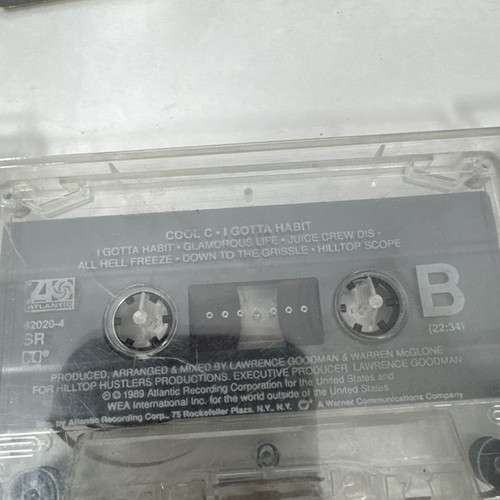 COOL C • I GOTTA HABIT
I GOTTA HABIT • GLAMOROUS LIFE • JUICE CREW DIS •
ALL HELL FREEZE • DOWN TO THE GRISSLE • HILLTOP SCOPE
ATLANTIC
82020-4
SR
B
(22:34)
PRODUCED, ARRANGED & MIXED BY LAWRENCE GOODMAN & WARREN McGLONE
FOR HILLTOP HUSTLERS PRODUCTIONS. EXECUTIVE PRODUCER: LAWRENCE GOODMAN
© ℗ 1989 Atlantic Recording Corporation for the United States and
WEA International Inc. for the world outside of the United States
by Atlantic Recording Corp., 75 Rockefeller Plaza, N.Y., N.Y. A Warner Communications Company